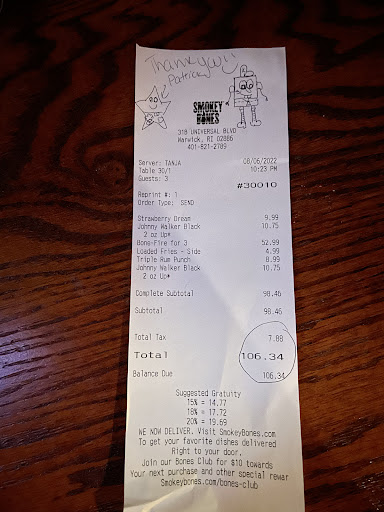 Thank you!!
Patricks
SMOKEY
BONES
31B UNIVERSAL BLVD
Warwick, RI 02886
401-821-2789
Server: TANJA 08/06/2022
Table 30/1 10:23 PM
Guests: 3
#30010
Reprint #: 1
Order Type: SEND
Strawberry Dream 9.99
Johnny Walker Black 10.75
2 oz Up*
Bone-Fire for 3 52.99
Loaded Fries - Side 4.99
Triple Rum Punch 8.99
Johnny Walker Black 10.75
2 oz Up*
Complete Subtotal 98.46
Subtotal 98.46
Total Tax 7.88
Total 106.34
Balance Due 106.34
Suggested Gratuity
15% = 14.77
18% = 17.72
20% = 19.69
WE NOW DELIVER. Visit SmokeyBones.com
To get your favorite dishes delivered
Right to your door.
Join our Bones Club for $10 towards
Your next purchase and other special rewar
SmokeyBones.com/bones-club